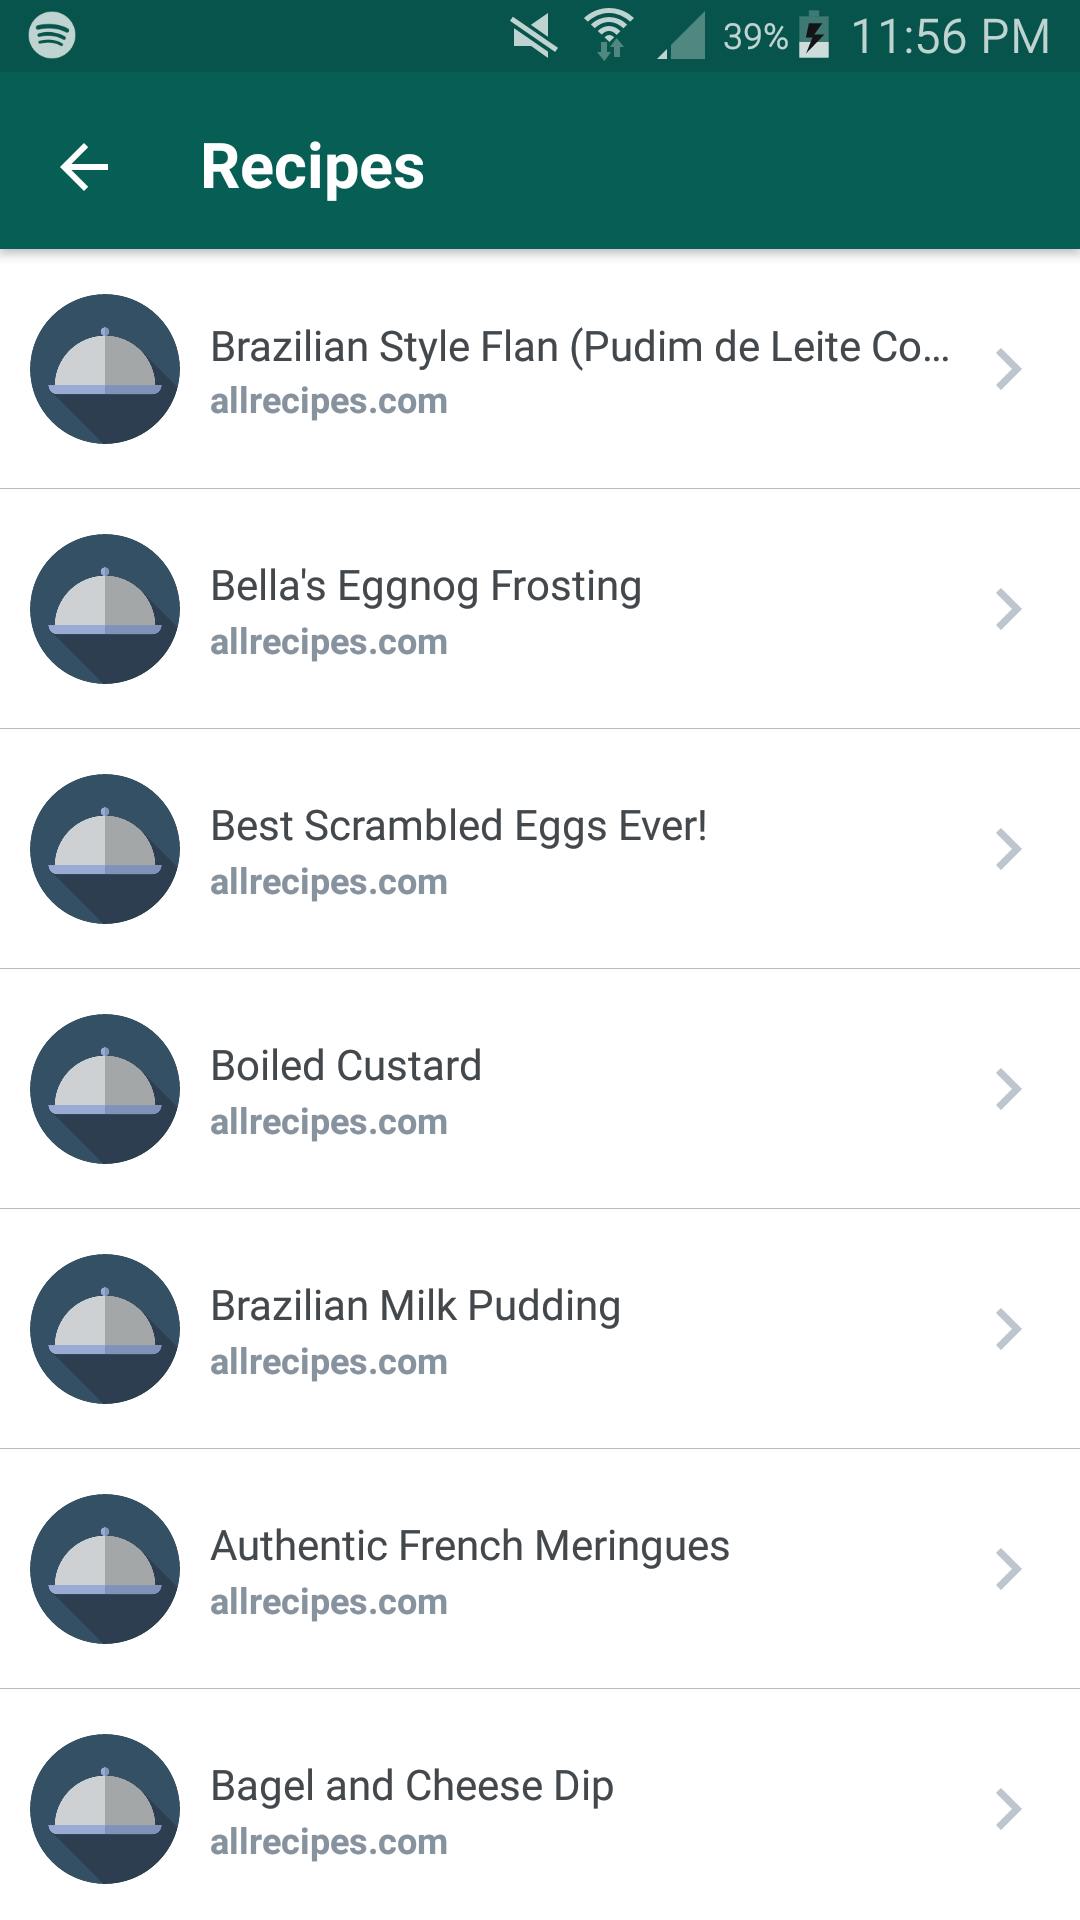 39% 11:56 PM
Recipes
Brazilian Style Flan (Pudim de Leite Co...
allrecipes.com
Bella's Eggnog Frosting
allrecipes.com
Best Scrambled Eggs Ever!
allrecipes.com
Boiled Custard
allrecipes.com
Brazilian Milk Pudding
allrecipes.com
Authentic French Meringues
allrecipes.com
Bagel and Cheese Dip
allrecipes.com